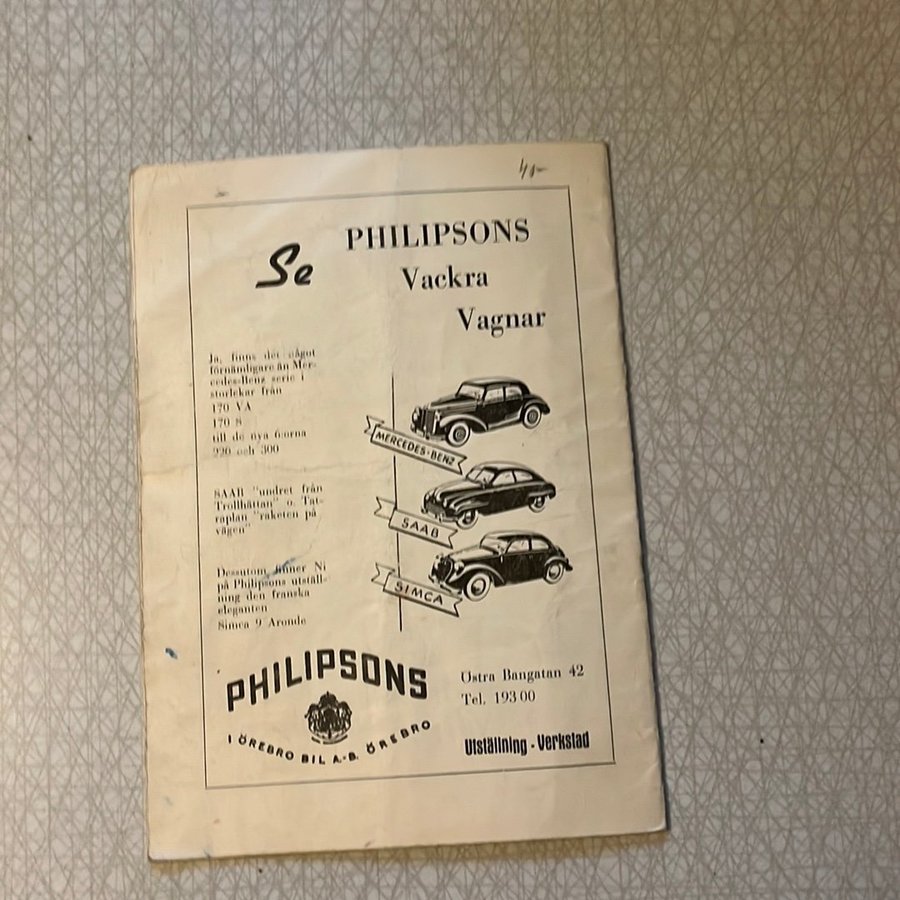 Se
PHILIPSONS
Vackra
Vagnar
Ja, finns det något
förnämligare än Mer-
cedes-Benz serie i
storlekar från
170 VA
170 S
till de nya 6:orna
220 och 300
SAAB "undret från
Trollhättan" o. Tat-
raplan "raketen på
vägen"
Dessutom finner Ni
på Philipsons utställ-
ning den franska
eleganten
Simca 9 Aronde
MERCEDES-BENZ
SAAB
SIMCA
PHILIPSONS
I ÖREBRO BIL A.-B. ÖREBRO
Östra Bangatan 42
Tel. 193 00
Utställning - Verkstad